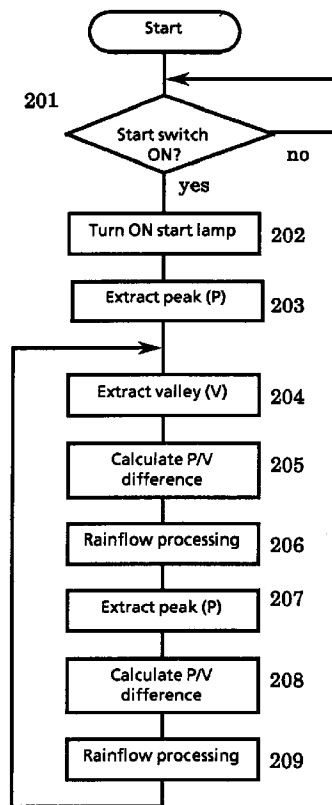 Start
201
Start switch
ON?
no
yes
Turn ON start lamp
202
Extract peak (P)
203
Extract valley (V)
204
Calculate P/V
difference
205
Rainflow processing
206
Extract peak (P)
207
Calculate P/V
difference
208
Rainflow processing
209